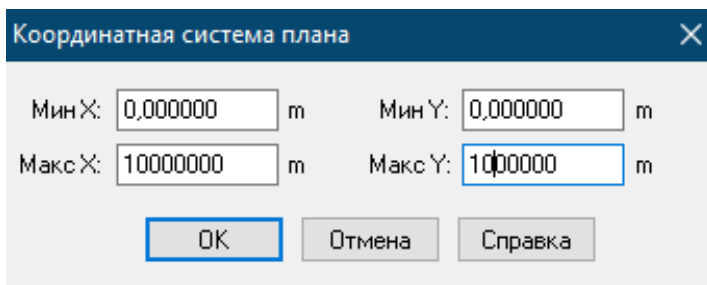 Координатная система плана
Мин X: 0,000000 m Мин Y: 0,000000 m
Макс X: 10000000 m Макс Y: 1000000 m
OK Отмена Справка